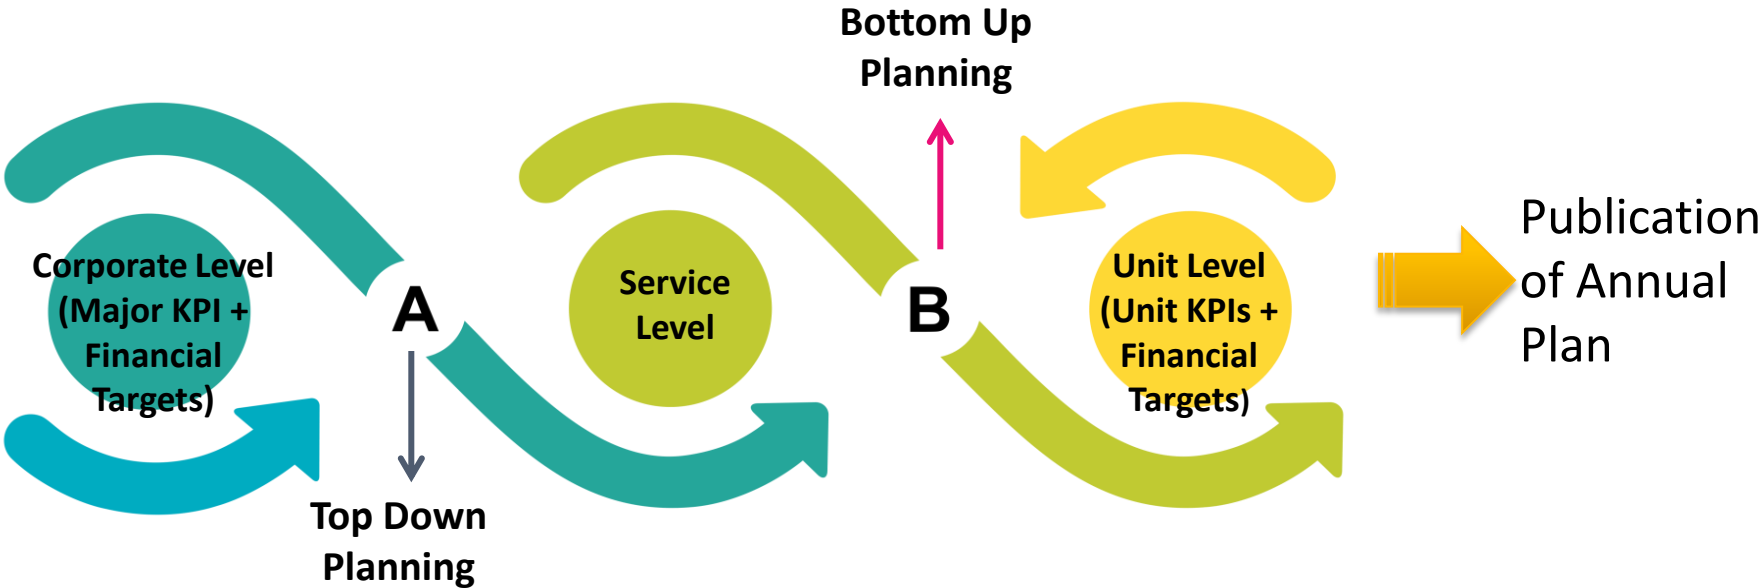 Bottom Up
Planning
Corporate Level
(Major KPI +
Financial
Targets)
A
Service
Level
B
Unit Level
(Unit KPIs +
Financial
Targets)
Publication
of Annual
Plan
Top Down
Planning